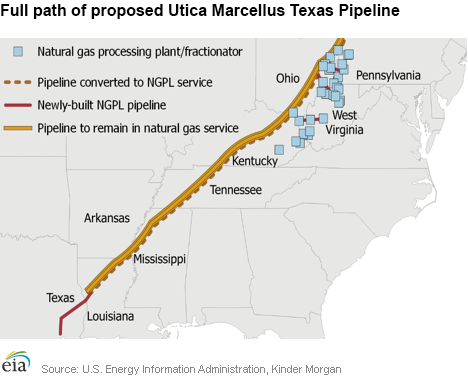 Full path of proposed Utica Marcellus Texas Pipeline
Natural gas processing plant/fractionator
Pipeline converted to NGPL service
Newly-built NGPL pipeline
Pipeline to remain in natural gas service
Ohio
Pennsylvania
West
Virginia
Kentucky
Tennessee
Arkansas
Mississippi
Texas
Louisiana
eia
Source: U.S. Energy Information Administration, Kinder Morgan